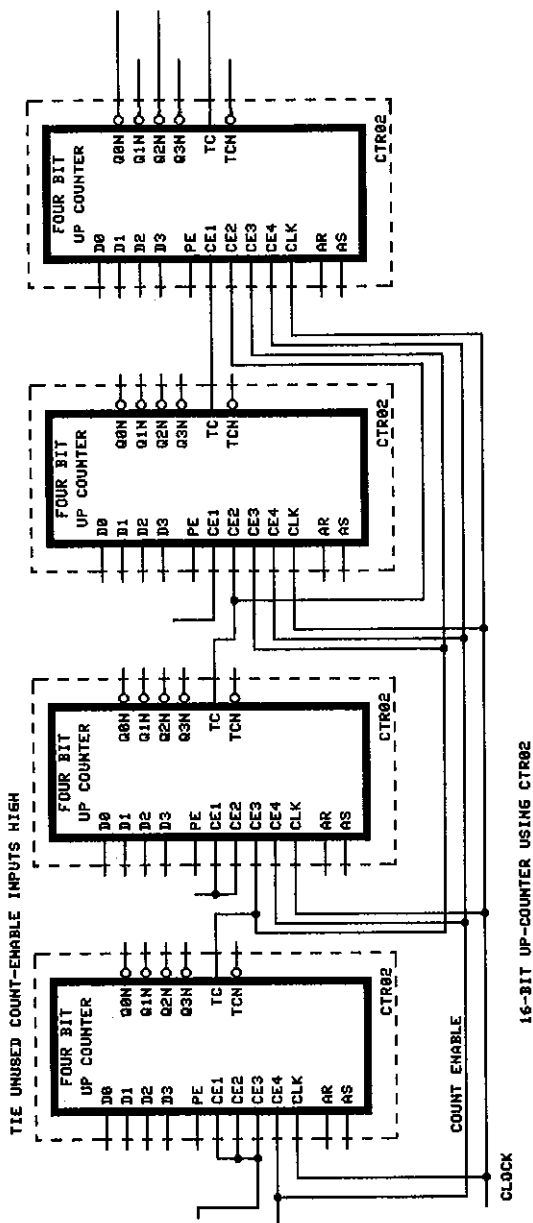 TIE UNUSED COUNT-ENABLE INPUTS HIGH
FOUR BIT
UP COUNTER
D0
D1
D2
D3
PE
CE1
CE2
CE3
CE4
CLK
AR
AS
Q0N
Q1N
Q2N
Q3N
TC
TCN
CTR02
FOUR BIT
UP COUNTER
D0
D1
D2
D3
PE
CE1
CE2
CE3
CE4
CLK
AR
AS
Q0N
Q1N
Q2N
Q3N
TC
TCN
CTR02
FOUR BIT
UP COUNTER
D0
D1
D2
D3
PE
CE1
CE2
CE3
CE4
CLK
AR
AS
Q0N
Q1N
Q2N
Q3N
TC
TCN
CTR02
FOUR BIT
UP COUNTER
D0
D1
D2
D3
PE
CE1
CE2
CE3
CE4
CLK
AR
AS
Q0N
Q1N
Q2N
Q3N
TC
TCN
CTR02
COUNT ENABLE
CLOCK
16-BIT UP-COUNTER USING CTR02